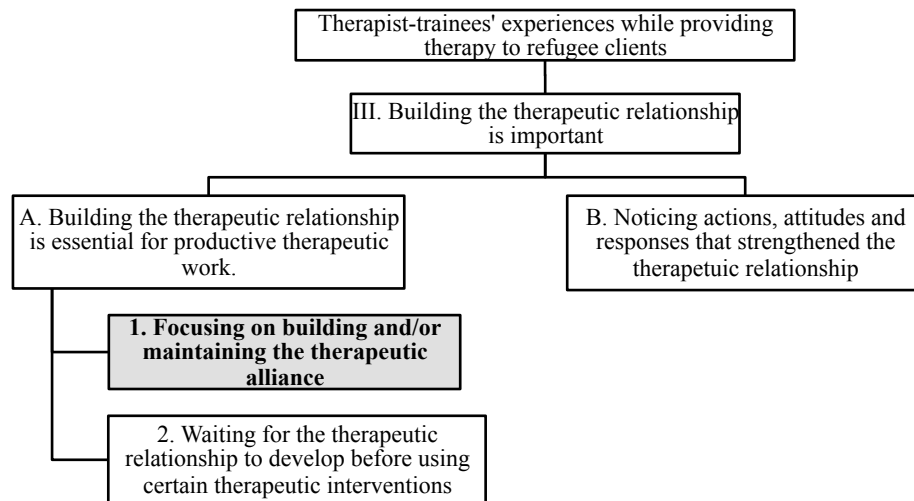 Therapist-trainees' experiences while providing
therapy to refugee clients
III. Building the therapeutic relationship
is important
A. Building the therapeutic relationship
is essential for productive therapeutic
work.
B. Noticing actions, attitudes and
responses that strengthened the
therapetuic relationship
1. Focusing on building and/or
maintaining the therapeutic
alliance
2. Waiting for the therapeutic
relationship to develop before using
certain therapeutic interventions